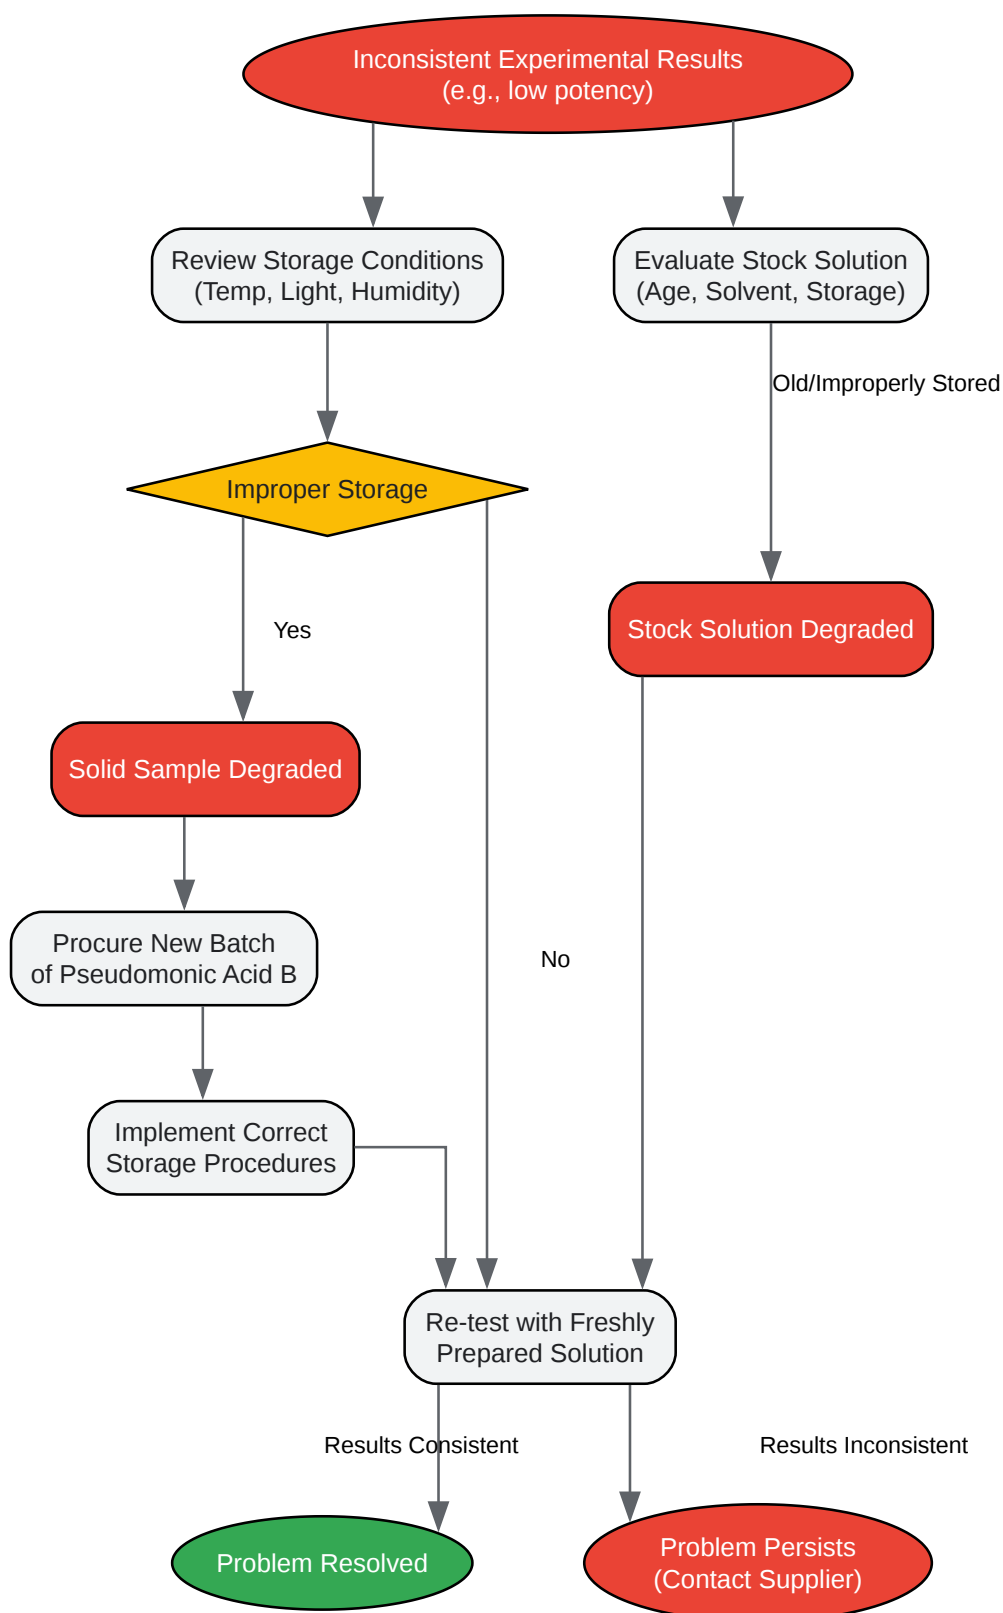 Inconsistent Experimental Results
(e.g., low potency)
Review Storage Conditions
(Temp, Light, Humidity)
Evaluate Stock Solution
(Age, Solvent, Storage)
Old/Improperly Stored
Improper Storage
Yes
Stock Solution Degraded
Solid Sample Degraded
Procure New Batch
of Pseudomonic Acid B
No
Implement Correct
Storage Procedures
Re-test with Freshly
Prepared Solution
Results Consistent
Results Inconsistent
Problem Resolved
Problem Persists
(Contact Supplier)